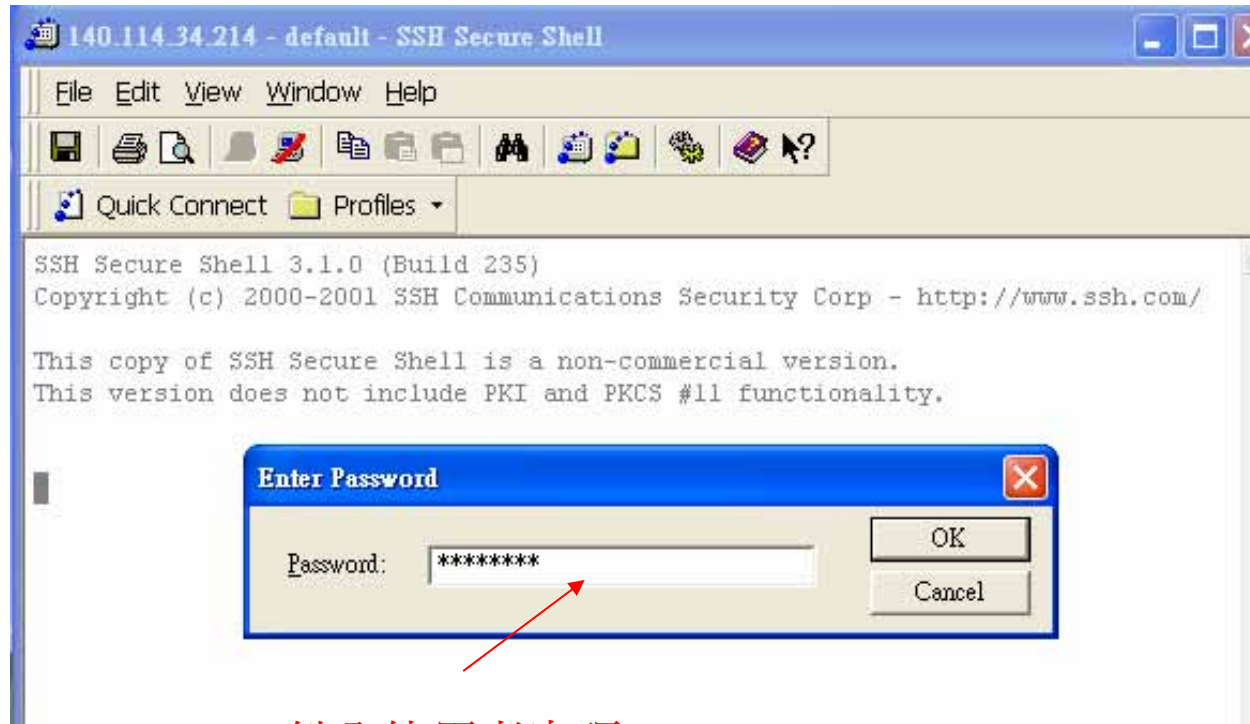 140.114.34.214 - default - SSH Secure Shell
File Edit View Window Help
Quick Connect Profiles
SSH Secure Shell 3.1.0 (Build 235)
Copyright (c) 2000-2001 SSH Communications Security Corp - http://www.ssh.com/
This copy of SSH Secure Shell is a non-commercial version.
This version does not include PKI and PKCS #11 functionality.
Enter Password
Password: ********
OK
Cancel